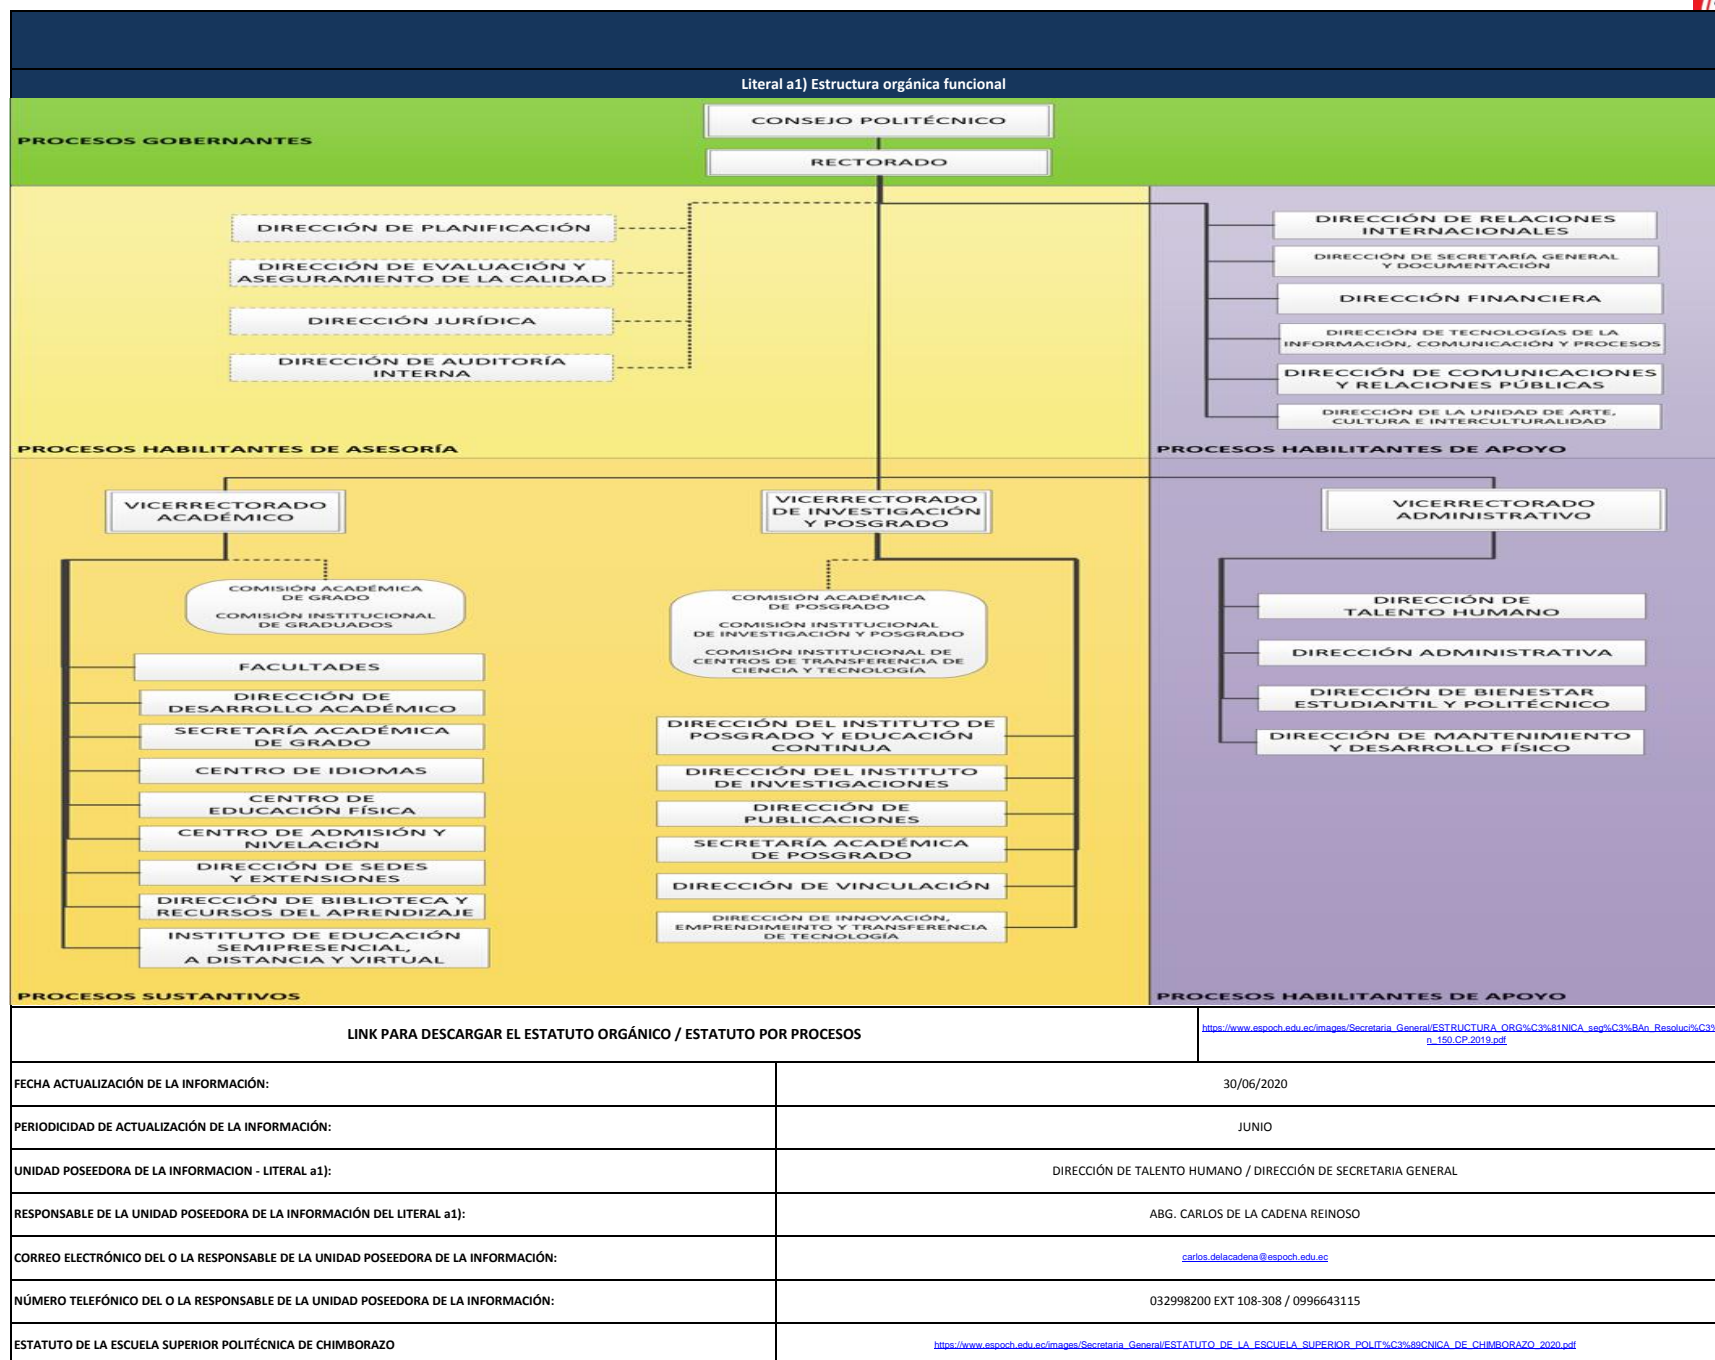 Literal a1) Estructura orgánica funcional
CONSEJO POLITÉCNICO
PROCESOS GOBERNANTES
RECTORADO
DIRECCIÓN DE PLANIFICACIÓN
DIRECCIÓN DE EVALUACIÓN Y
ASEGURAMIENTO DE LA CALIDAD
DIRECCIÓN JURÍDICA
DIRECCIÓN DE AUDITORÍA
INTERNA
PROCESOS HABILITANTES DE ASESORÍA
DIRECCIÓN DE RELACIONES
INTERNACIONALES
DIRECCIÓN DE SECRETARÍA GENERAL
Y DOCUMENTACIÓN
DIRECCIÓN FINANCIERA
DIRECCIÓN DE TECNOLOGÍAS DE LA
INFORMACIÓN, COMUNICACIÓN Y PROCESOS
DIRECCIÓN DE COMUNICACIONES
Y RELACIONES PÚBLICAS
DIRECCIÓN DE LA UNIDAD DE ARTE,
CULTURA E INTERCULTURALIDAD
PROCESOS HABILITANTES DE APOYO
VICERRECTORADO
ACADÉMICO
COMISIÓN ACADÉMICA
DE GRADO
COMISIÓN INSTITUCIONAL
DE GRADUADOS
FACULTADES
DIRECCIÓN DE
DESARROLLO ACADÉMICO
SECRETARÍA ACADÉMICA
DE GRADO
CENTRO DE IDIOMAS
CENTRO DE
EDUCACIÓN FÍSICA
CENTRO DE ADMISIÓN Y
NIVELACIÓN
DIRECCIÓN DE SEDES
Y EXTENSIONES
DIRECCIÓN DE BIBLIOTECA Y
RECURSOS DEL APRENDIZAJE
INSTITUTO DE EDUCACIÓN
SEMIPRESENCIAL,
A DISTANCIA Y VIRTUAL
VICERRECTORADO
DE INVESTIGACIÓN
Y POSGRADO
COMISIÓN ACADÉMICA
DE POSGRADO
COMISIÓN INSTITUCIONAL
DE INVESTIGACIÓN Y POSGRADO
COMISIÓN INSTITUCIONAL DE
CENTROS DE TRANSFERENCIA DE
CIENCIA Y TECNOLOGÍA
DIRECCIÓN DEL INSTITUTO DE
POSGRADO Y EDUCACIÓN
CONTINUA
DIRECCIÓN DEL INSTITUTO
DE INVESTIGACIONES
DIRECCIÓN DE
PUBLICACIONES
SECRETARÍA ACADÉMICA
DE POSGRADO
DIRECCIÓN DE VINCULACIÓN
DIRECCIÓN DE INNOVACIÓN,
EMPRENDIMEINTO Y TRANSFERENCIA
DE TECNOLOGÍA
PROCESOS SUSTANTIVOS
VICERRECTORADO
ADMINISTRATIVO
DIRECCIÓN DE
TALENTO HUMANO
DIRECCIÓN ADMINISTRATIVA
DIRECCIÓN DE BIENESTAR
ESTUDIANTIL Y POLITÉCNICO
DIRECCIÓN DE MANTENIMIENTO
Y DESARROLLO FÍSICO
PROCESOS HABILITANTES DE APOYO
LINK PARA DESCARGAR EL ESTATUTO ORGÁNICO / ESTATUTO POR PROCESOS
https://www.espoch.edu.ec/images/Secretaria_General/ESTRUCTURA_ORG%C3%81NICA_seg%C3%BAn_Resoluci%C3%
n_150.CP.2019.pdf
FECHA ACTUALIZACIÓN DE LA INFORMACIÓN:
30/06/2020
PERIODICIDAD DE ACTUALIZACIÓN DE LA INFORMACIÓN:
JUNIO
UNIDAD POSEEDORA DE LA INFORMACION - LITERAL a1):
DIRECCIÓN DE TALENTO HUMANO / DIRECCIÓN DE SECRETARIA GENERAL
RESPONSABLE DE LA UNIDAD POSEEDORA DE LA INFORMACIÓN DEL LITERAL a1):
ABG. CARLOS DE LA CADENA REINOSO
CORREO ELECTRÓNICO DEL O LA RESPONSABLE DE LA UNIDAD POSEEDORA DE LA INFORMACIÓN:
carlos.delacadena@espoch.edu.ec
NÚMERO TELEFÓNICO DEL O LA RESPONSABLE DE LA UNIDAD POSEEDORA DE LA INFORMACIÓN:
032998200 EXT 108-308 / 0996643115
ESTATUTO DE LA ESCUELA SUPERIOR POLITÉCNICA DE CHIMBORAZO
https://www.espoch.edu.ec/images/Secretaria_General/ESTATUTO_DE_LA_ESCUELA_SUPERIOR_POLIT%C3%89CNICA_DE_CHIMBORAZO_2020.pdf